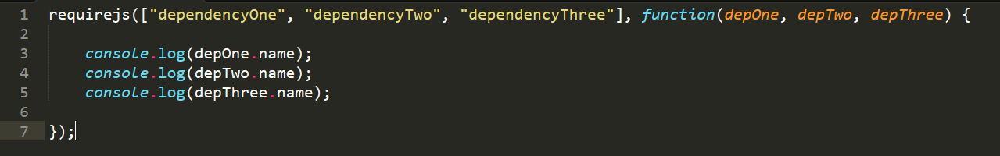 1 requirejs(["dependencyOne", "dependencyTwo", "dependencyThree"], function(depOne, depTwo, depThree) {
2
3     console.log(depOne.name);
4     console.log(depTwo.name);
5     console.log(depThree.name);
6
7 });